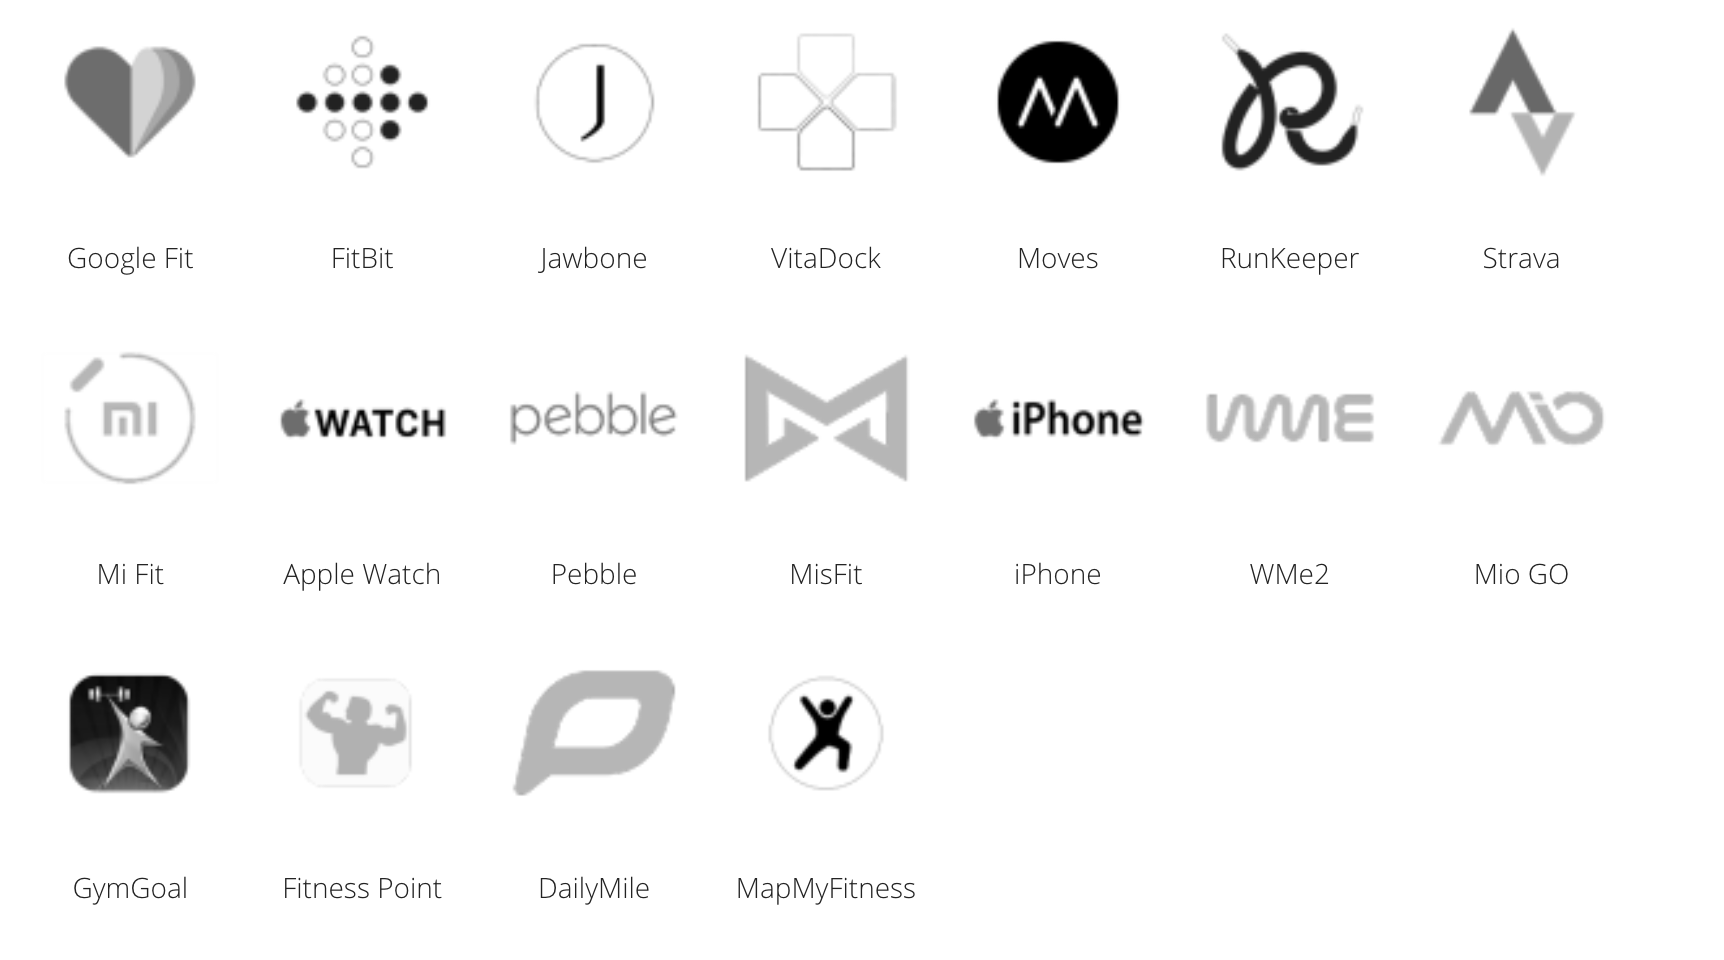 Google Fit
FitBit
Jawbone
VitaDock
Moves
RunKeeper
Strava
MI
WATCH
pebble
iPhone
WME
MIO
Mi Fit
Apple Watch
Pebble
MisFit
iPhone
WMe2
Mio GO
GymGoal
Fitness Point
DailyMile
MapMyFitness